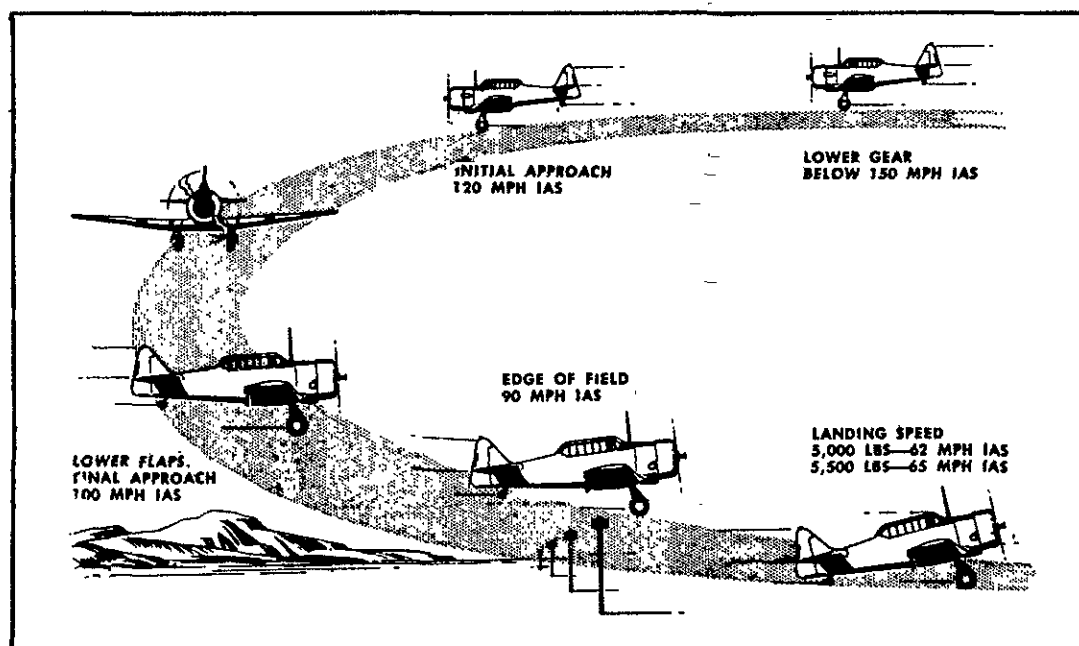 INITIAL APPROACH
120 MPH IAS
LOWER GEAR
BELOW 150 MPH IAS
LOWER FLAPS.
FINAL APPROACH
100 MPH IAS
EDGE OF FIELD
90 MPH IAS
LANDING SPEED
5,000 LBS—62 MPH IAS
5,500 LBS—65 MPH IAS